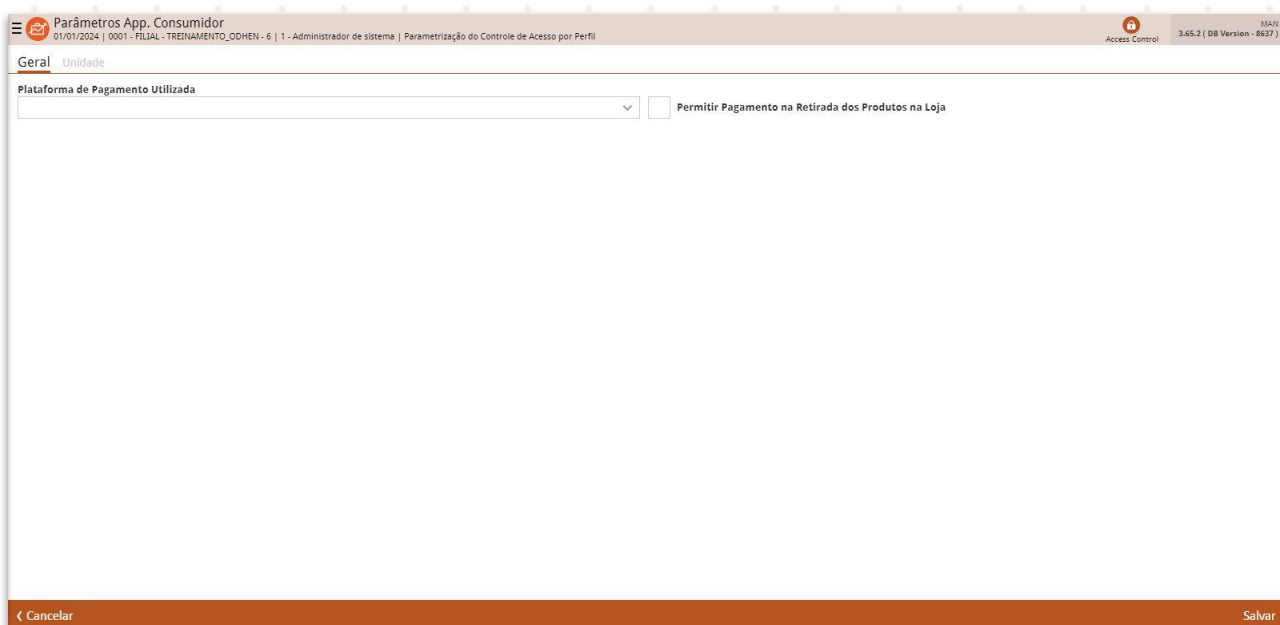 Parâmetros App. Consumidor
01/01/2024 | 0001 - FILIAL - TREINAMENTO_ODHEN - 6 | 1 - Administrador de sistema | Parametrização do Controle de Acesso por Perfil
Access Control
MAN
3.65.2 ( DB Version - 8637 )
Geral Unidade
Plataforma de Pagamento Utilizada
Permitir Pagamento na Retirada dos Produtos na Loja
Cancelar
Salvar